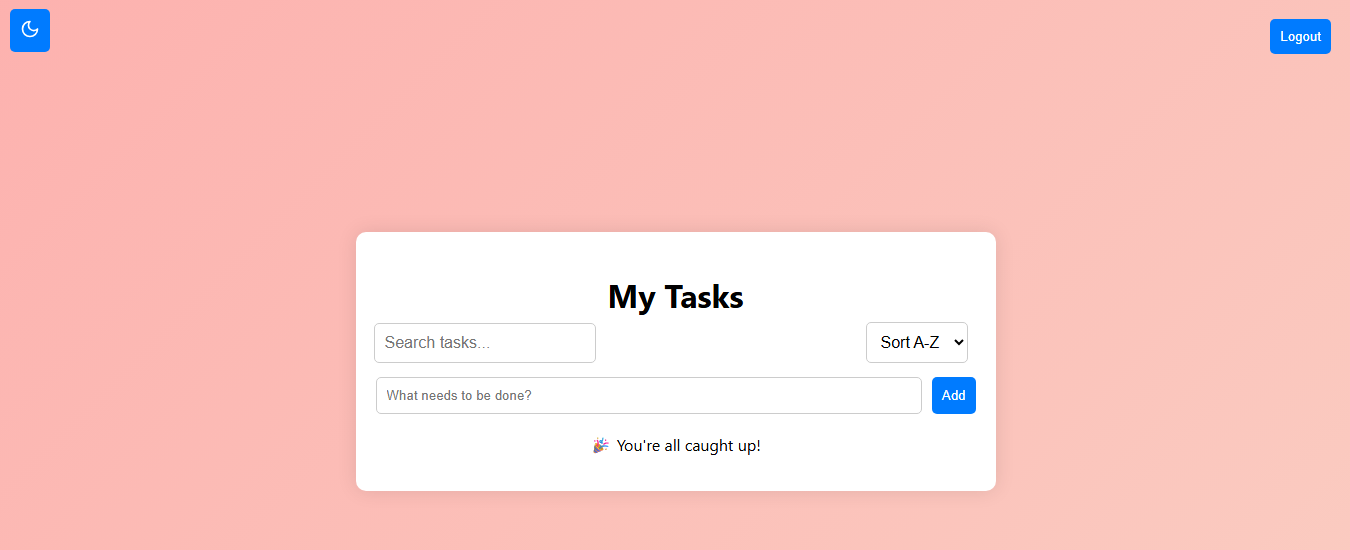 Logout
My Tasks
Search tasks...
Sort A-Z
What needs to be done?
Add
🎉 You're all caught up!